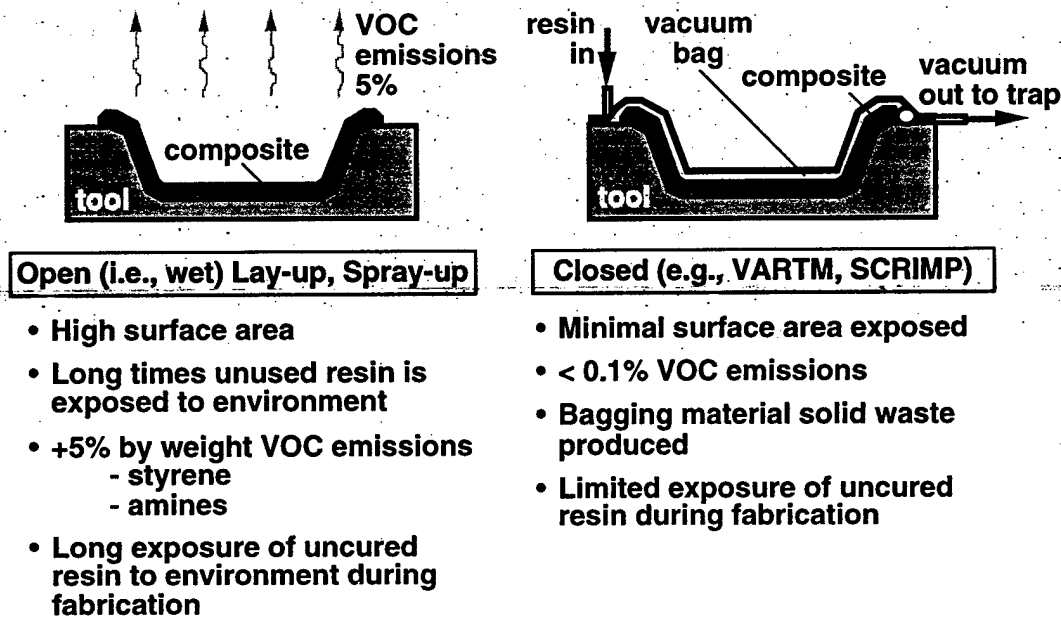 VOC
emissions
5%
composite
tool
Open (i.e., wet) Lay-up, Spray-up
• High surface area
• Long times unused resin is
exposed to environment
• +5% by weight VOC emissions
- styrene
- amines
• Long exposure of uncured
resin to environment during
fabrication
resin
in
vacuum
bag
composite
vacuum
out to trap
tool
Closed (e.g., VARTM, SCRIMP)
• Minimal surface area exposed
• < 0.1% VOC emissions
• Bagging material solid waste
produced
• Limited exposure of uncured
resin during fabrication